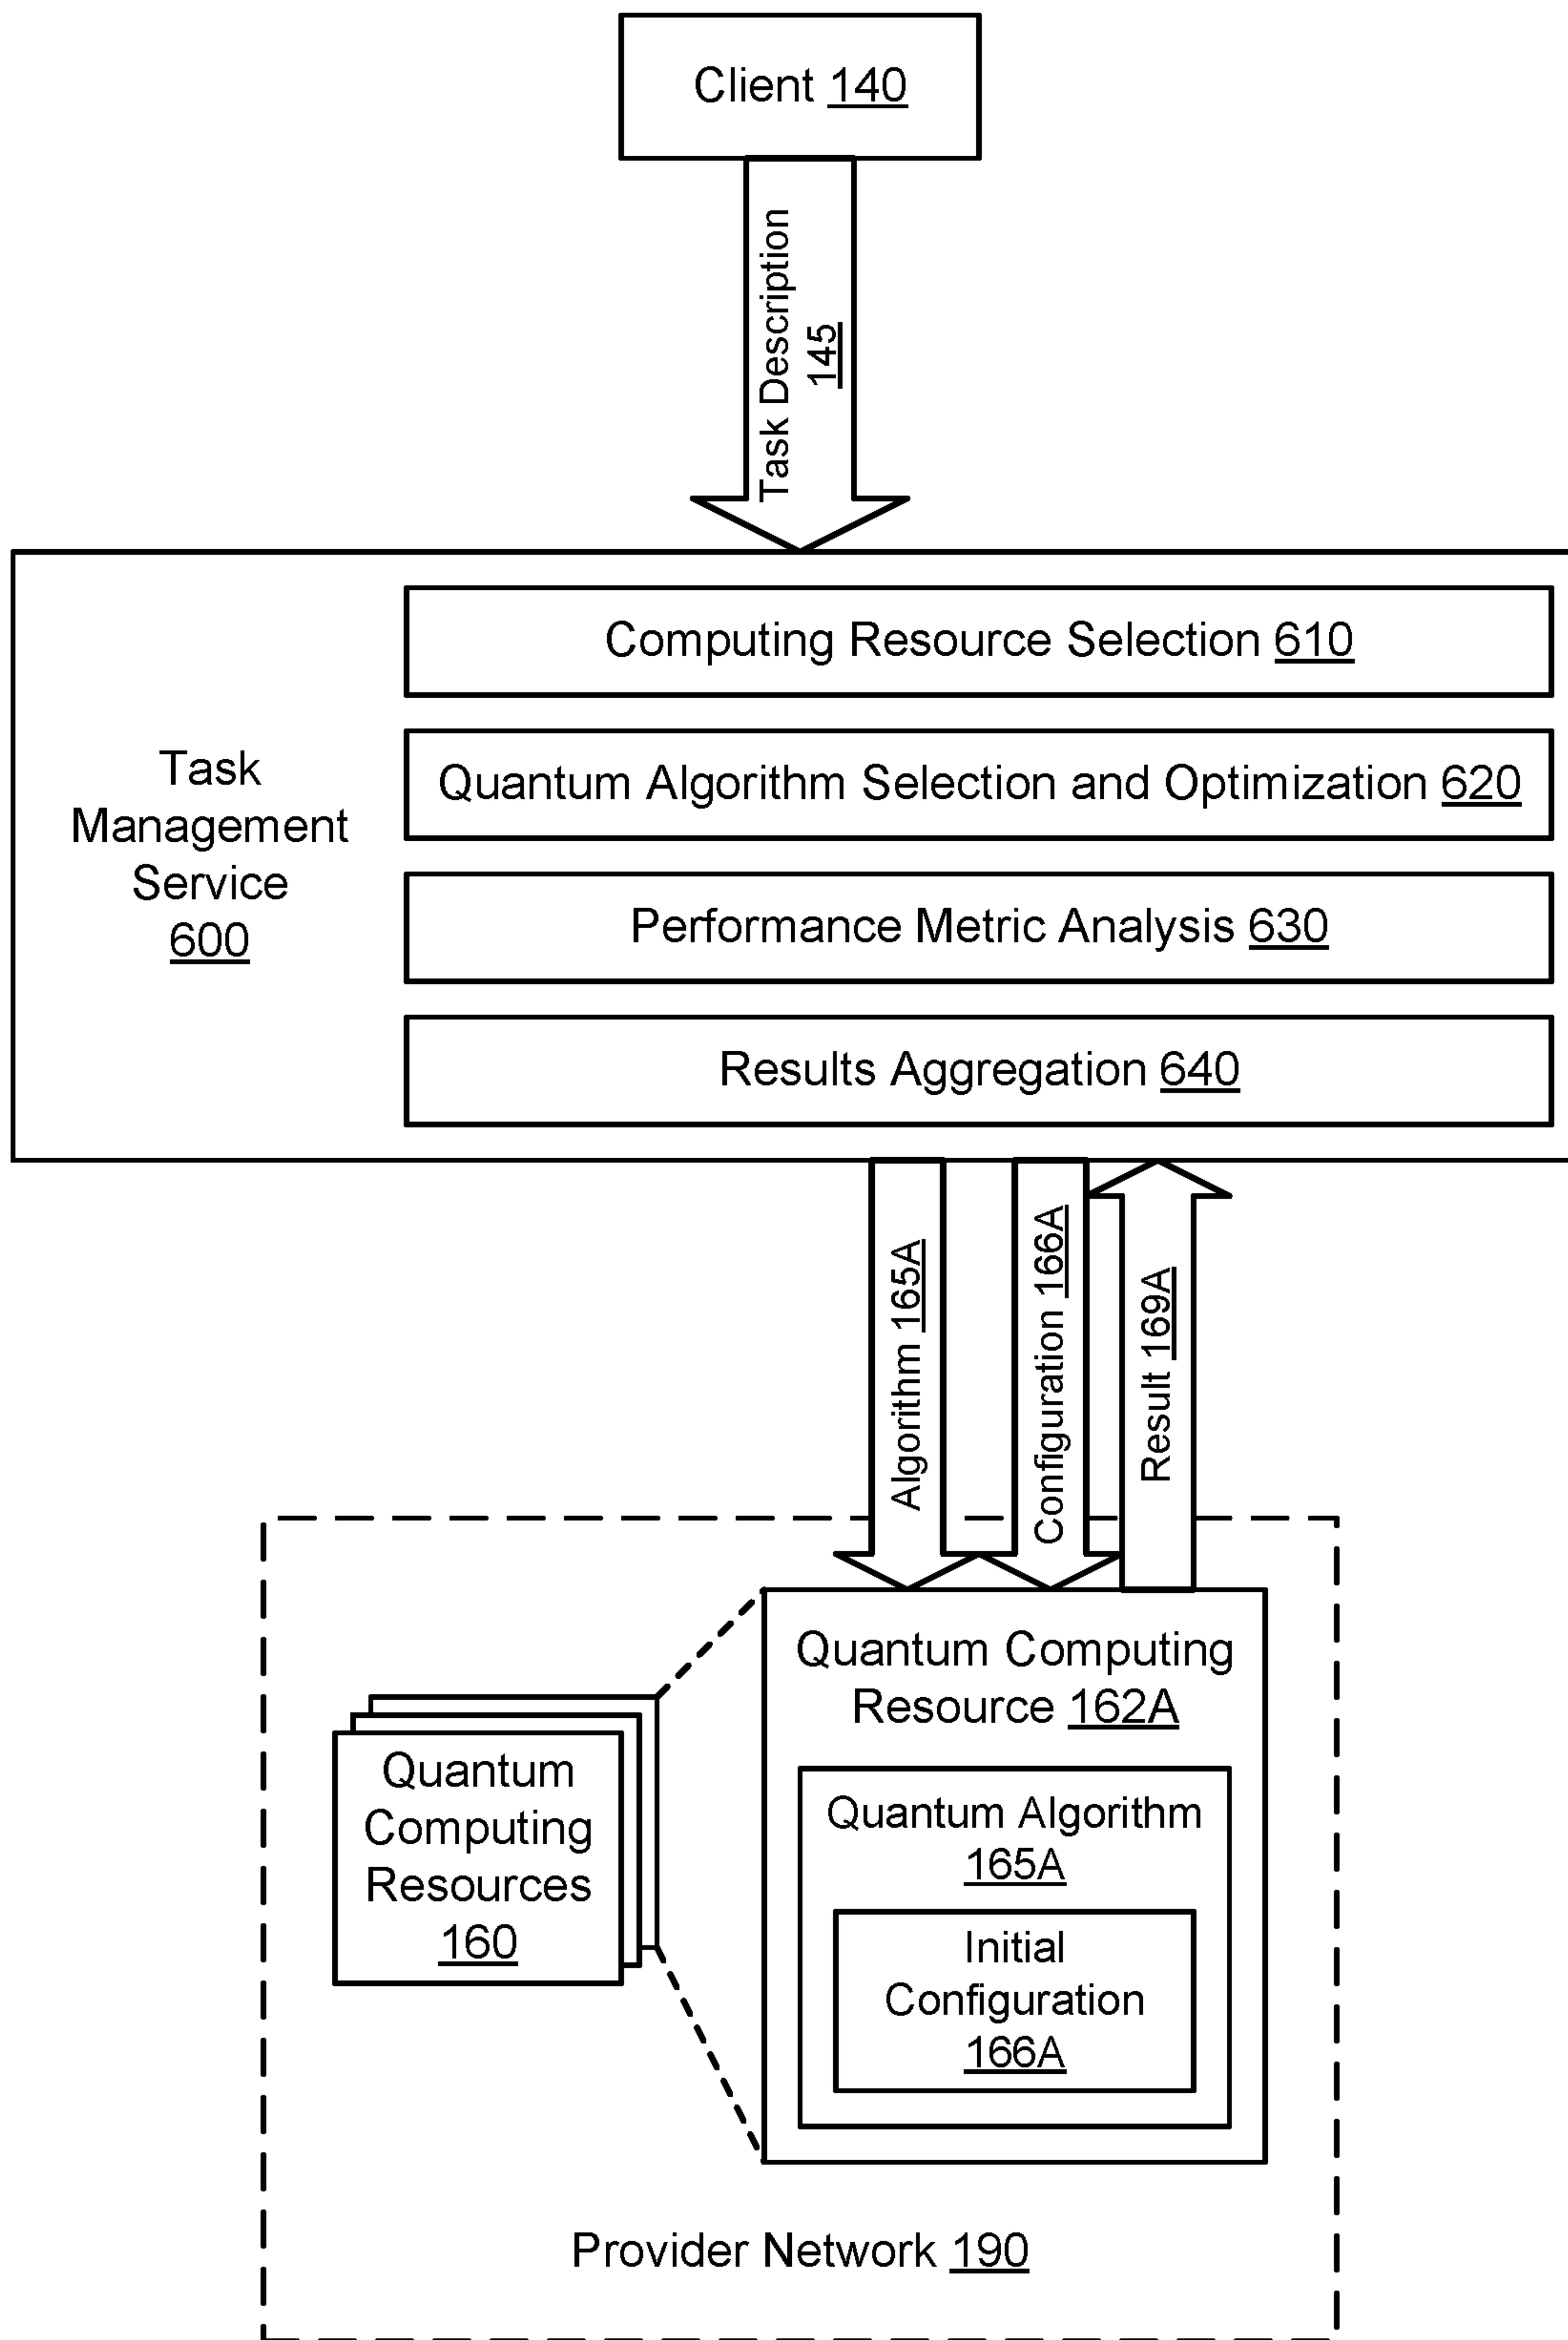 Client 140
Task Description
145
Computing Resource Selection 610
Quantum Algorithm Selection and Optimization 620
Task
Management
Service
600
Performance Metric Analysis 630
Results Aggregation 640
Algorithm 165A
Configuration 166A
Result 169A
Quantum Computing
Resource 162A
Quantum
Computing
Resources
160
Quantum Algorithm
165A
Initial
Configuration
166A
Provider Network 190